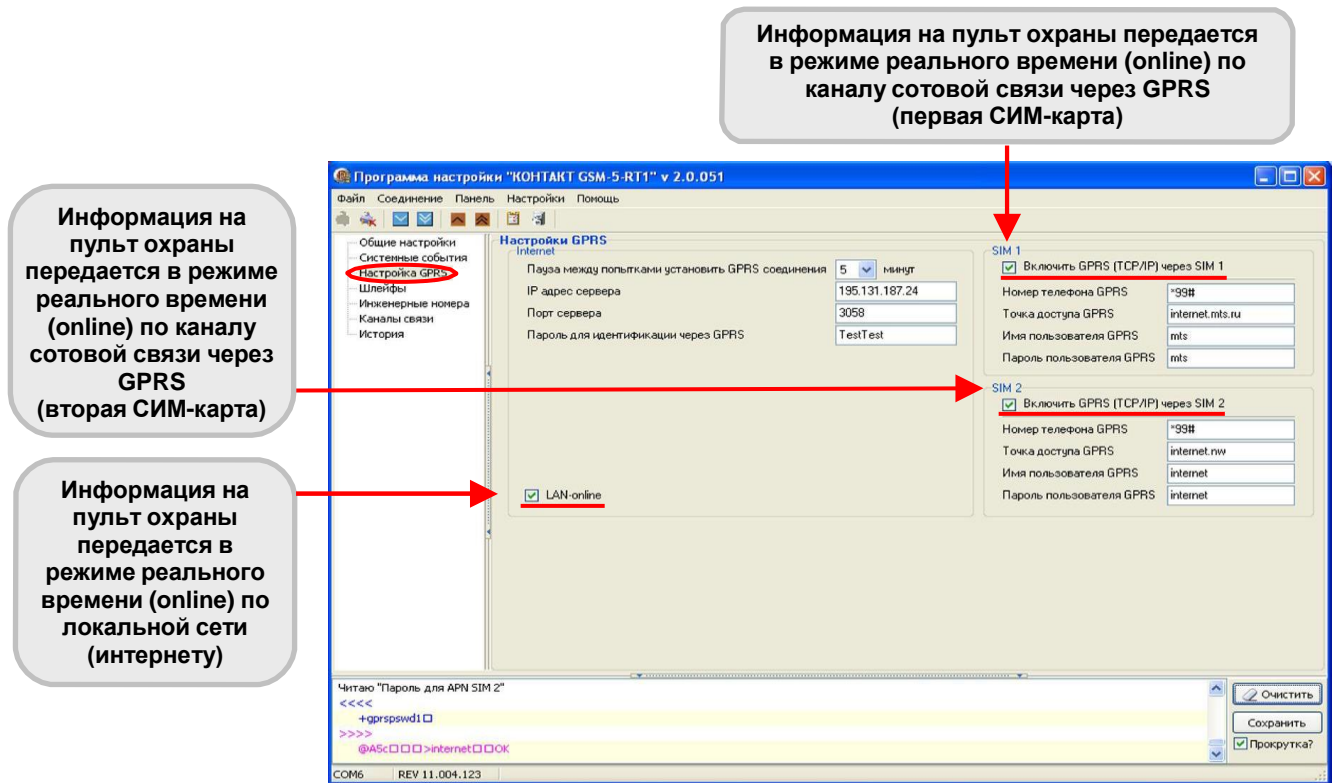 Информация на пульт охраны передается
в режиме реального времени (online) по
каналу сотовой связи через GPRS
(первая СИМ-карта)
Информация на
пульт охраны
передается в режиме
реального времени
(online) по каналу
сотовой связи через
GPRS
(вторая СИМ-карта)
Информация на
пульт охраны
передается в
режиме реального
времени (online) по
локальной сети
(интернету)
Программа настройки "КОНТАКТ GSM-5-RT1" v 2.0.051
Файл Соединение Панель Настройки Помощь
Общие настройки
Системные события
Настройка GPRS
Шлейфы
Инженерные номера
Каналы связи
История
Настройки GPRS
Internet
Пауза между попытками установить GPRS соединения 5 минут
IP адрес сервера 195.131.187.24
Порт сервера 3058
Пароль для идентификации через GPRS TestTest
LAN-online
SIM 1
Включить GPRS (TCP/IP) через SIM 1
Номер телефона GPRS *99#
Точка доступа GPRS internet.mts.ru
Имя пользователя GPRS mts
Пароль пользователя GPRS mts
SIM 2
Включить GPRS (TCP/IP) через SIM 2
Номер телефона GPRS *99#
Точка доступа GPRS internet.nw
Имя пользователя GPRS internet
Пароль пользователя GPRS internet
Читаю "Пароль для APN SIM 2"
<<<<
+gprspswd1□
>>>>
@A5c□□□>internet□□OK
Очистить
Сохранить
Прокрутка?
COM6 REV 11.004.123